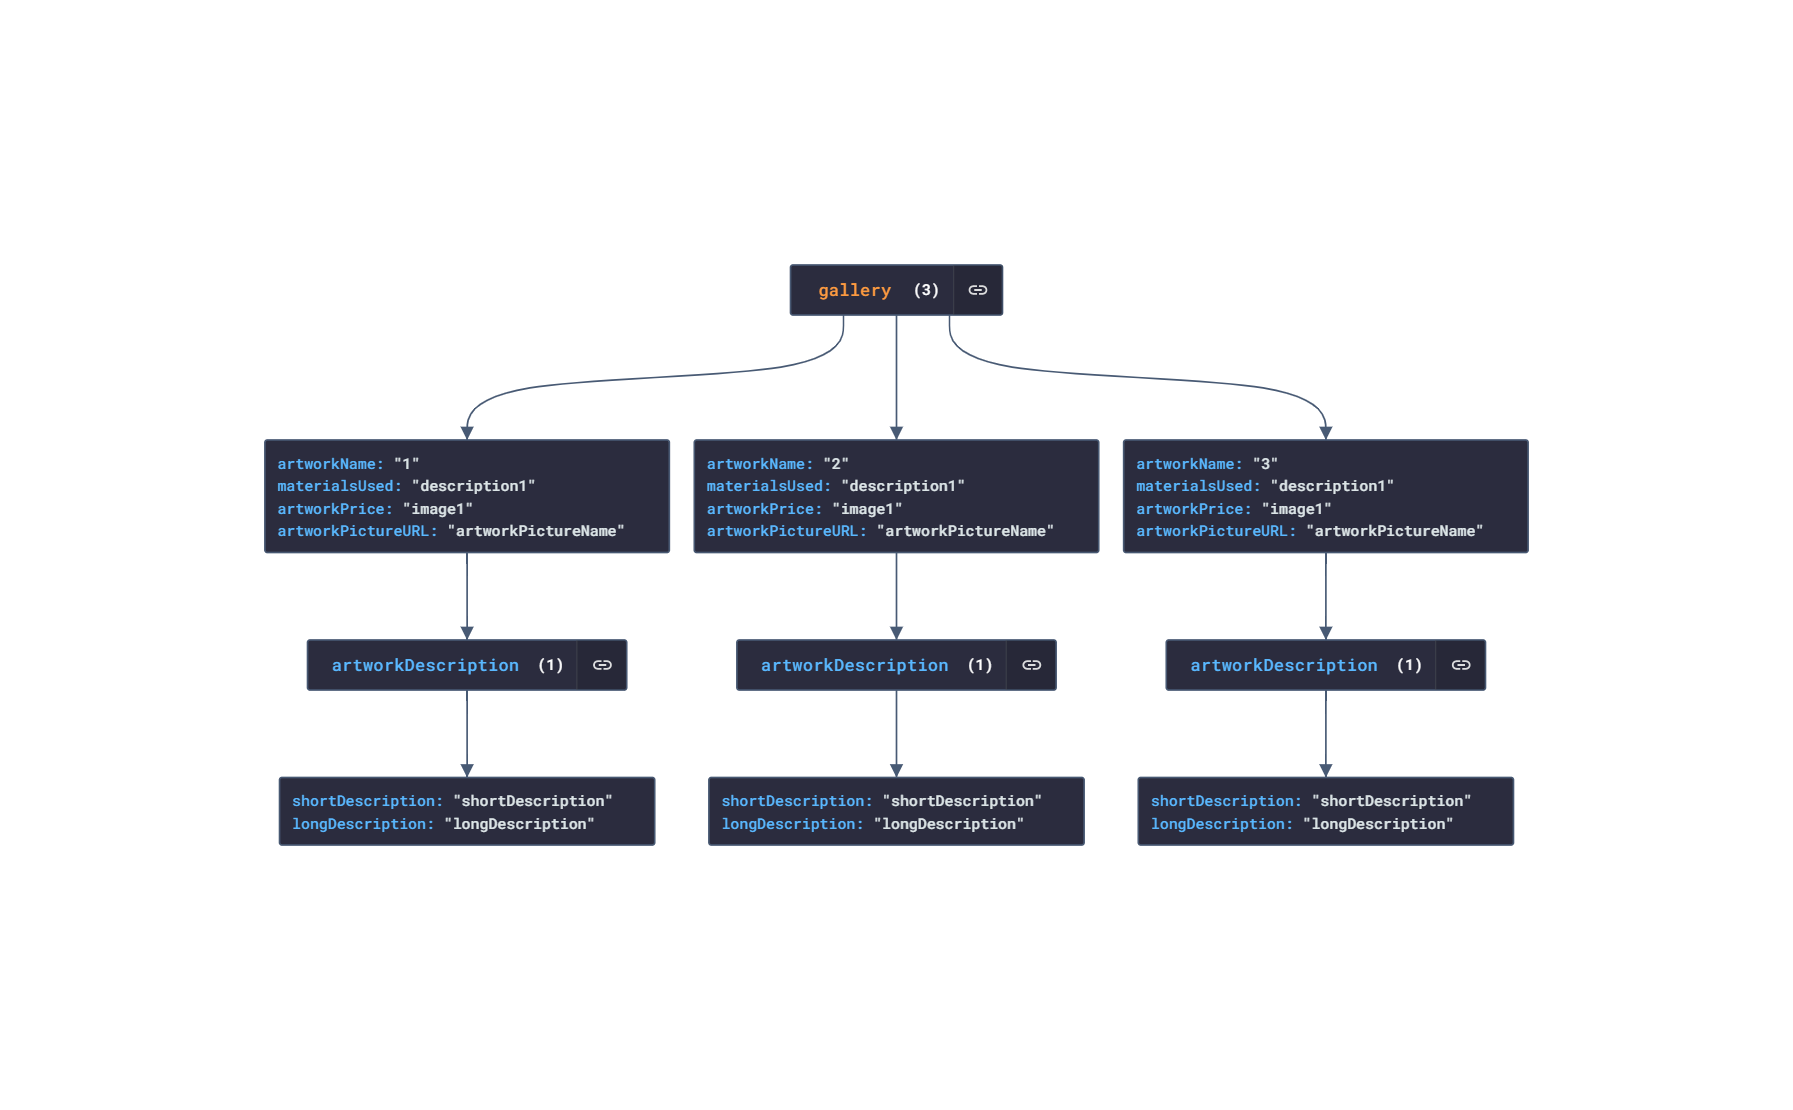 gallery (3)
artworkName: "1"
materialsUsed: "description1"
artworkPrice: "image1"
artworkPictureURL: "artworkPictureName"
artworkName: "2"
materialsUsed: "description1"
artworkPrice: "image1"
artworkPictureURL: "artworkPictureName"
artworkName: "3"
materialsUsed: "description1"
artworkPrice: "image1"
artworkPictureURL: "artworkPictureName"
artworkDescription (1)
artworkDescription (1)
artworkDescription (1)
shortDescription: "shortDescription"
longDescription: "longDescription"
shortDescription: "shortDescription"
longDescription: "longDescription"
shortDescription: "shortDescription"
longDescription: "longDescription"